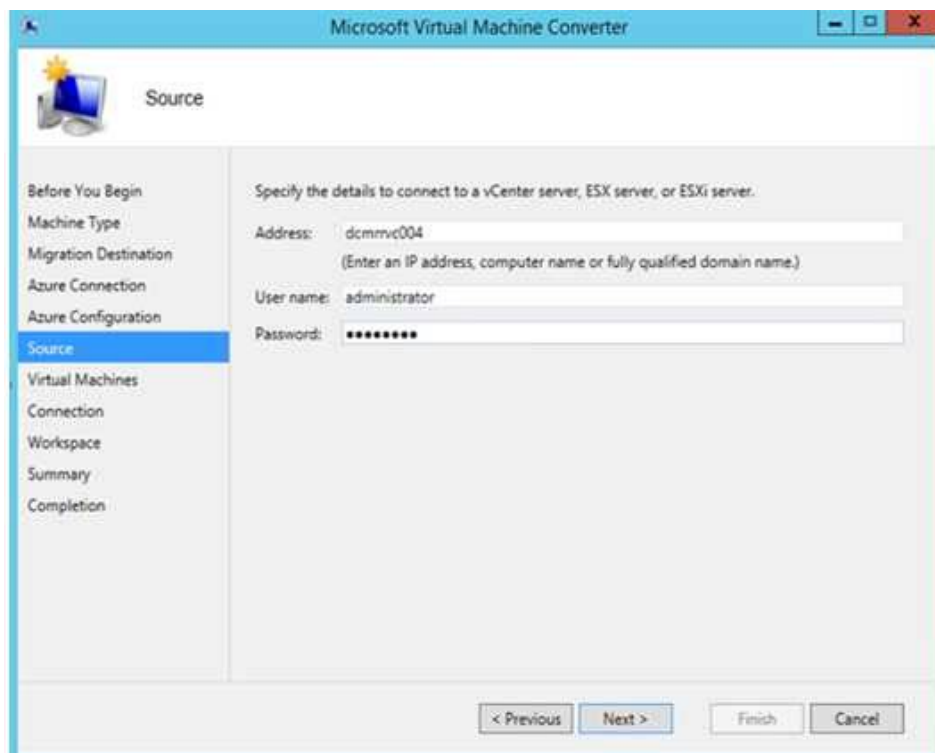 Microsoft Virtual Machine Converter
Source
Before You Begin
Machine Type
Migration Destination
Azure Connection
Azure Configuration
Source
Virtual Machines
Connection
Workspace
Summary
Completion
Specify the details to connect to a vCenter server, ESX server, or ESXi server.
Address: dcmrrvc004
(Enter an IP address, computer name or fully qualified domain name.)
User name: administrator
Password: ••••••••
< Previous Next > Finish Cancel